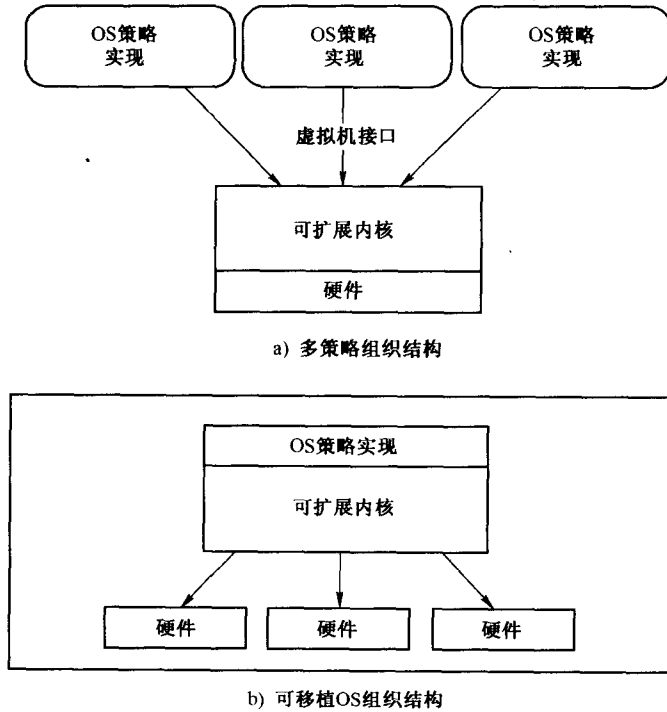 OS策略
实现
OS策略
实现
OS策略
实现
虚拟机接口
可扩展内核
硬件
a) 多策略组织结构
OS策略实现
可扩展内核
硬件
硬件
硬件
b) 可移植OS组织结构